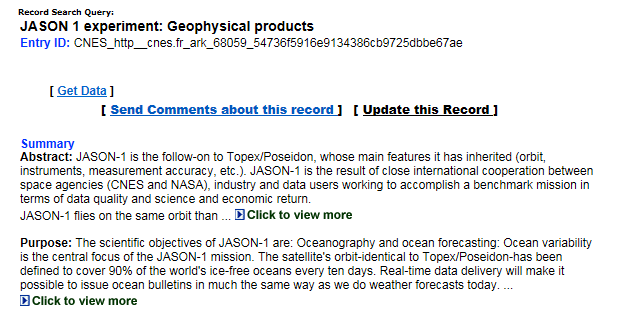 Record Search Query:
JASON 1 experiment: Geophysical products
Entry ID: CNES_http__cnes.fr_ark_68059_54736f5916e9134386cb9725dbbe67ae
[ Get Data ]
[ Send Comments about this record ] [ Update this Record ]
Summary
Abstract: JASON-1 is the follow-on to Topex/Poseidon, whose main features it has inherited (orbit,
instruments, measurement accuracy, etc.). JASON-1 is the result of close international cooperation between
space agencies (CNES and NASA), industry and data users working to accomplish a benchmark mission in
terms of data quality and science and economic return.
JASON-1 flies on the same orbit than ... Click to view more
Purpose: The scientific objectives of JASON-1 are: Oceanography and ocean forecasting: Ocean variability
is the central focus of the JASON-1 mission. The satellite's orbit-identical to Topex/Poseidon-has been
defined to cover 90% of the world's ice-free oceans every ten days. Real-time data delivery will make it
possible to issue ocean bulletins in much the same way as we do weather forecasts today. ...
Click to view more